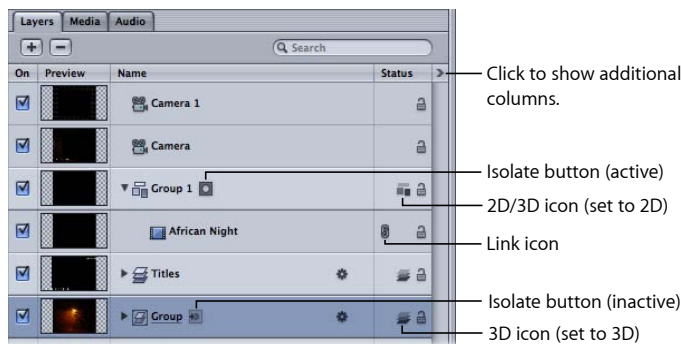 Layers Media Audio
+ −
Search
On Preview Name Status >
Camera 1
Camera
Group 1
African Night
Titles
Group
Click to show additional
columns.
Isolate button (active)
2D/3D icon (set to 2D)
Link icon
Isolate button (inactive)
3D icon (set to 3D)